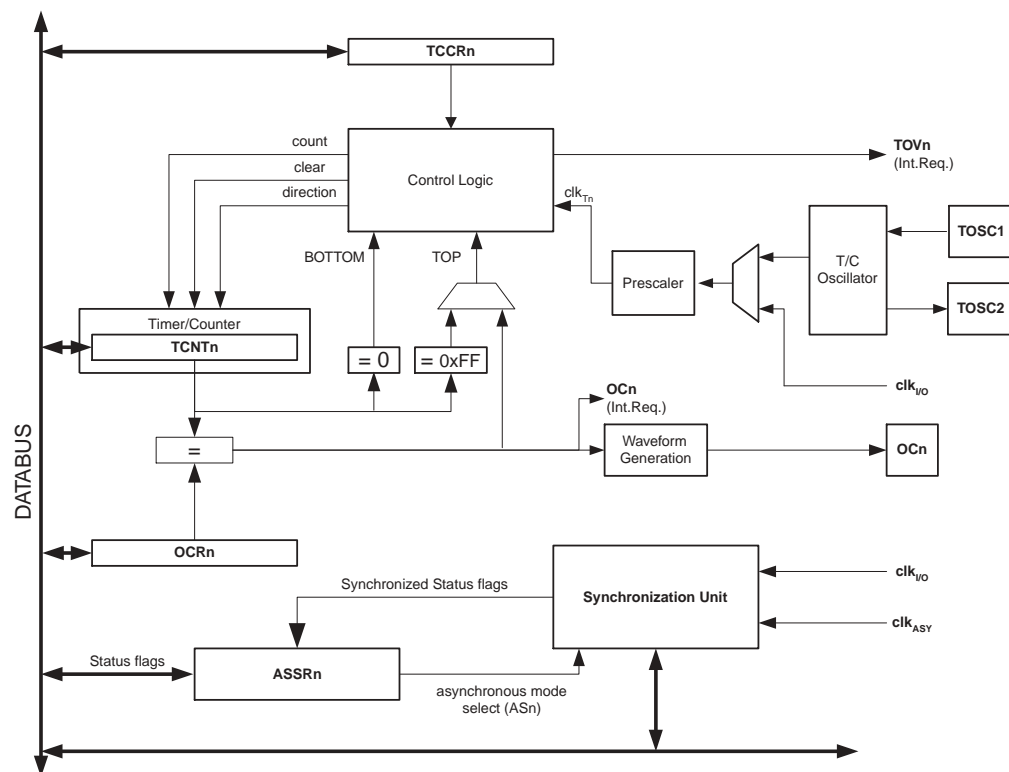 TCCRn
count
clear
direction
Control Logic
TOVn
(Int.Req.)
clkTn
BOTTOM
TOP
Prescaler
T/C
Oscillator
TOSC1
TOSC2
Timer/Counter
TCNTn
= 0
= 0xFF
clkI/O
OCn
(Int.Req.)
=
Waveform
Generation
OCn
DATABUS
OCRn
Synchronized Status flags
Synchronization Unit
clkI/O
clkASY
Status flags
ASSRn
asynchronous mode
select (ASn)